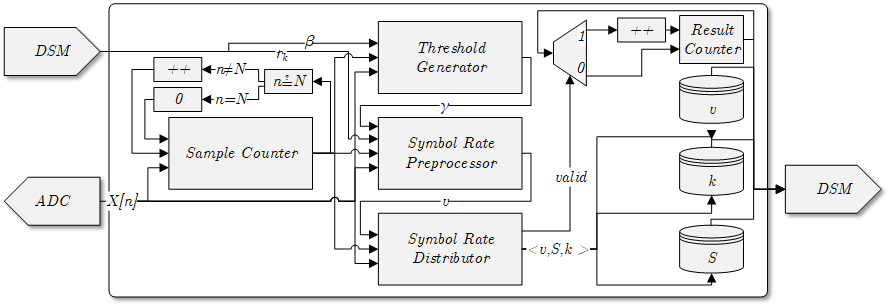 DSM
β
r_k
Threshold
Generator
1
++
Result
Counter
++
n≠N
n≟N
0
n=N
0
v
γ
Sample Counter
Symbol Rate
Preprocessor
valid
k
DSM
ADC
X[n]
υ
Symbol Rate
Distributor
<v,S,k >
S